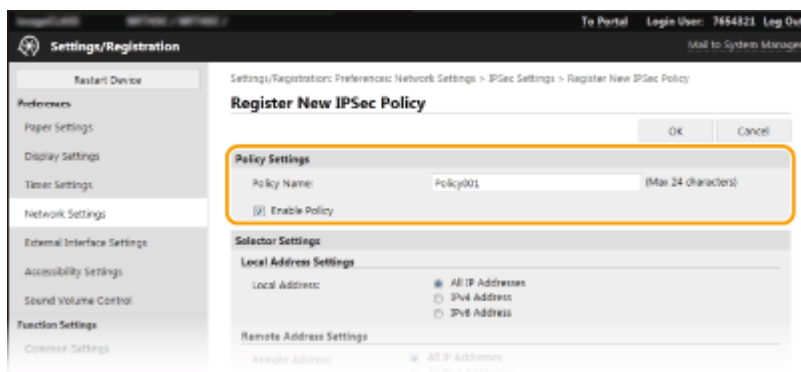 To Portal Login User: 7654321 Log Out
Settings/Registration
Mail to System Manager
Restart Device
Settings/Registration: Preferences: Network Settings > IPSec Settings > Register New IPSec Policy
Preferences
Register New IPSec Policy
Paper Settings
OK Cancel
Display Settings
Policy Settings
Timer Settings
Policy Name: Policy001 (Max 24 characters)
Network Settings
Enable Policy
External Interface Settings
Selector Settings
Local Address Settings
Accessibility Settings
Local Address: All IP Addresses
Sound Volume Control
IPv4 Address
IPv6 Address
Function Settings
Remote Address Settings
Common Settings
Remote Address: All IP Addresses